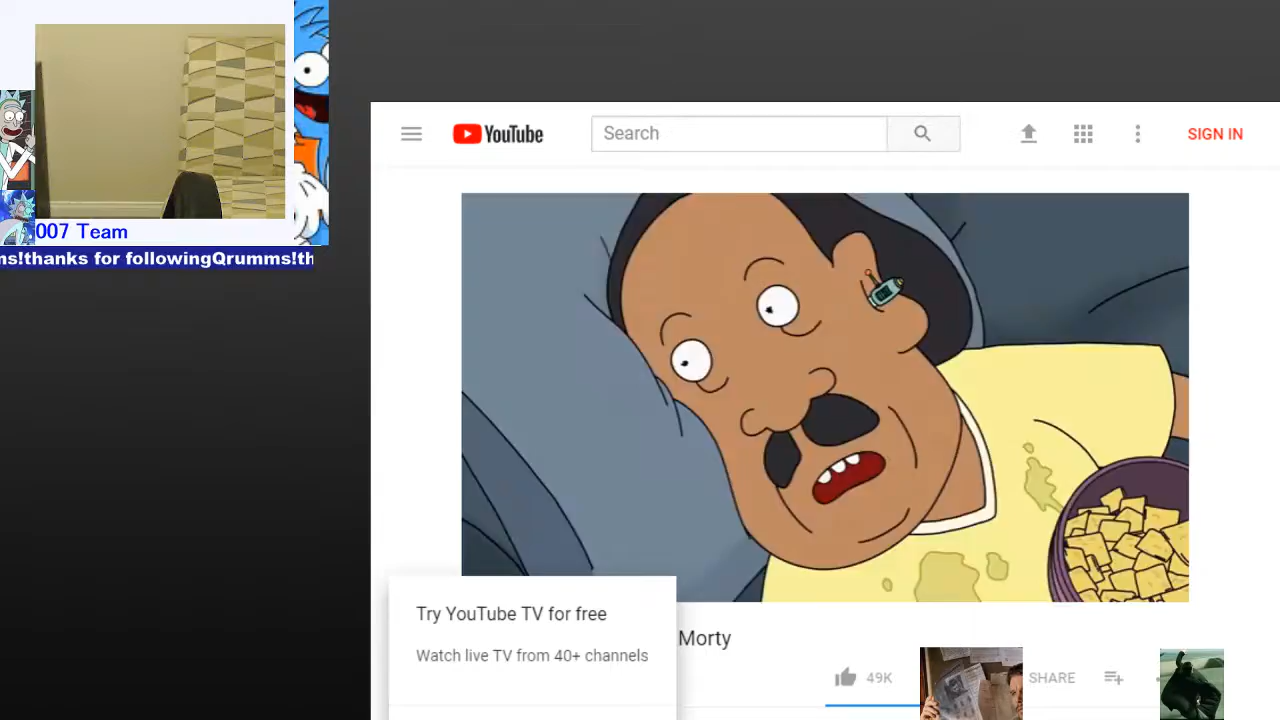 YouTube
Search
SIGN IN
007 Team
ms!thanks for followingQrumms!th
Try YouTube TV for free
Morty
Watch live TV from 40+ channels
49K
SHARE